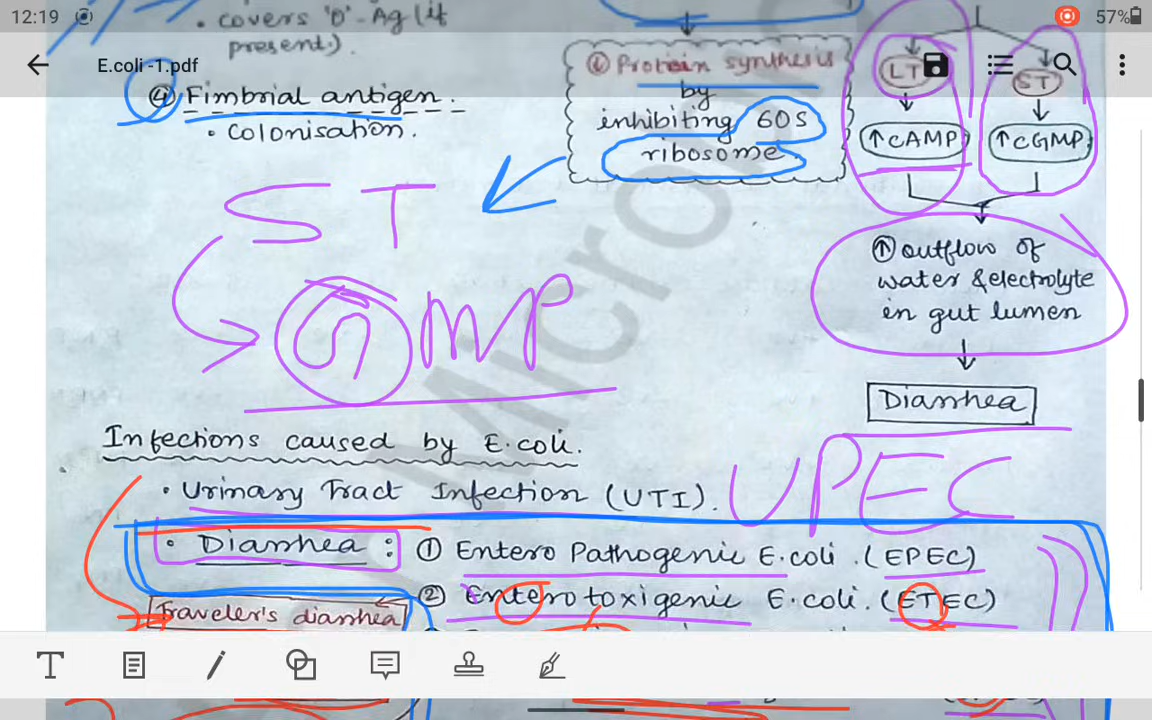 12:19
57%
• covers 'O'-Ag (if
present.)
E.coli -1.pdf
④ Fimbrial antigen.
• Colonisation.
Protein synthesis
by
inhibiting 60S
ribosome.
LT
ST
↑cAMP
↑cGMP
↑ outflow of
water & electrolyte
in gut lumen
Diarrhea
ST
GMP
Infections caused by E.coli.
• Urinary Tract Infection (UTI).
UPEC
• Diarrhea : ① Entero Pathogenic E.coli. (EPEC)
② Enterotoxigenic E.coli. (ETEC)
Traveler's diarrhea
Micro